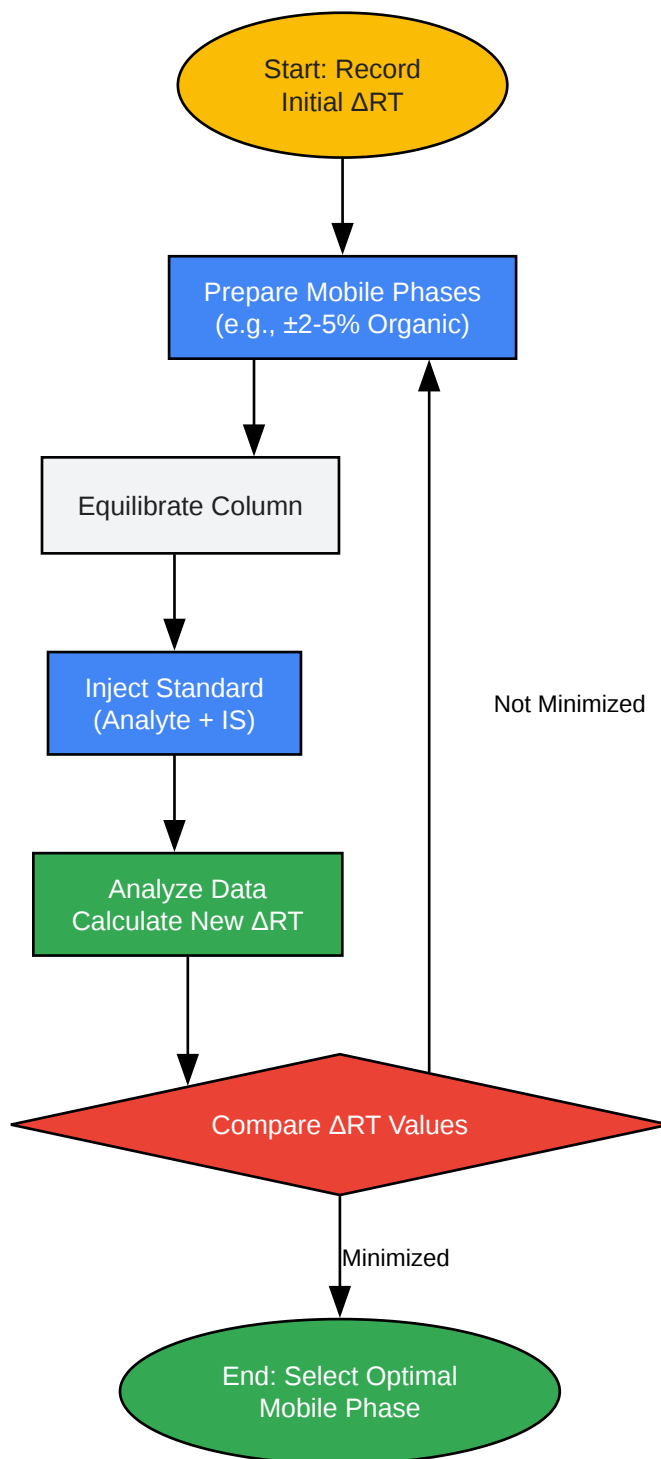 Start: Record
Initial ΔRT
Prepare Mobile Phases
(e.g., ±2-5% Organic)
Equilibrate Column
Inject Standard
(Analyte + IS)
Not Minimized
Analyze Data
Calculate New ΔRT
Compare ΔRT Values
Minimized
End: Select Optimal
Mobile Phase